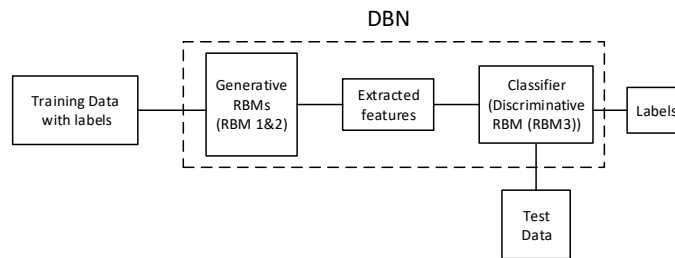 DBN
Training Data
with labels
Generative
RBMs
(RBM 1&2)
Extracted
features
Classifier
(Discriminative
RBM (RBM3))
Labels
Test
Data